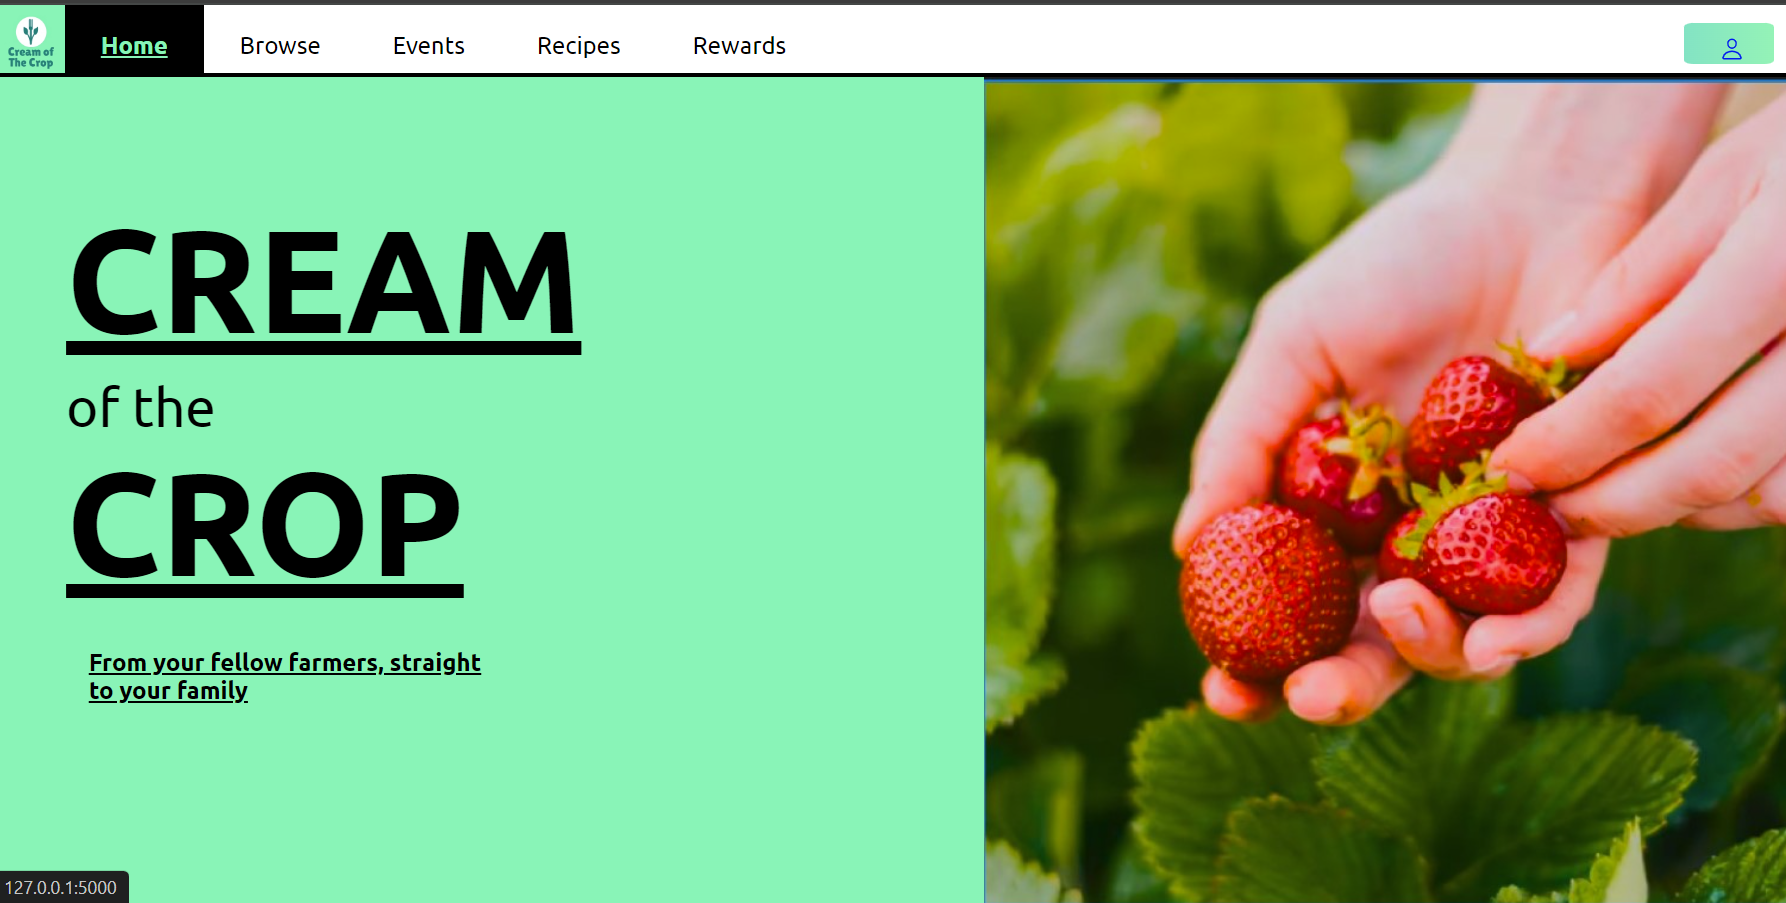 Cream of
The Crop
Home Browse Events Recipes Rewards
CREAM
of the
CROP
From your fellow farmers, straight
to your family
127.0.0.1:5000